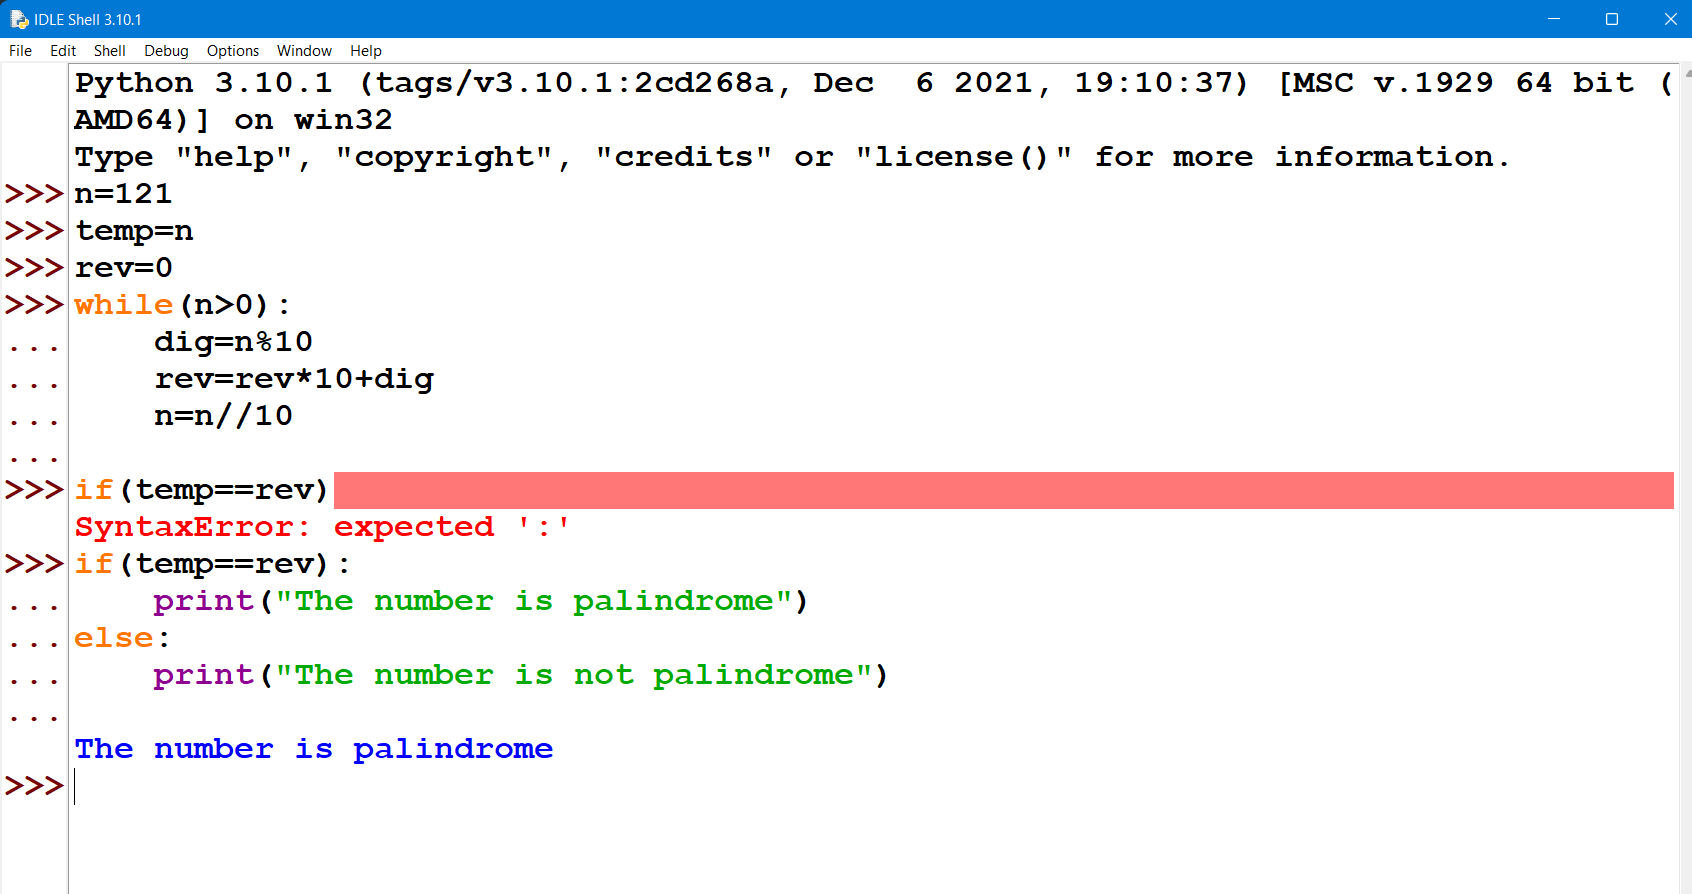 IDLE Shell 3.10.1
File Edit Shell Debug Options Window Help
Python 3.10.1 (tags/v3.10.1:2cd268a, Dec  6 2021, 19:10:37) [MSC v.1929 64 bit (
AMD64)] on win32
Type "help", "copyright", "credits" or "license()" for more information.
>>> n=121
>>> temp=n
>>> rev=0
>>> while(n>0):
...     dig=n%10
...     rev=rev*10+dig
...     n=n//10
...
>>> if(temp==rev)
SyntaxError: expected ':'
>>> if(temp==rev):
...     print("The number is palindrome")
... else:
...     print("The number is not palindrome")
...
The number is palindrome
>>>